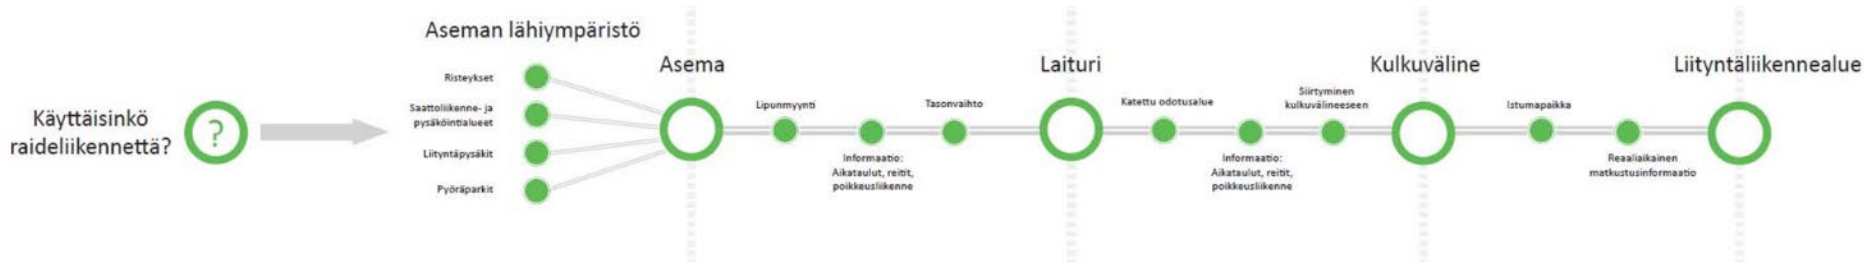 Käyttäisinkö
raideliikennettä?
?
Aseman lähiympäristö
Risteykset
Saattoliikenne- ja
pysäköintialueet
Liityntäpysäkit
Pyöräparkit
Asema
Lipunmyynti
Informaatio:
Aikataulut, reitit,
poikkeusliikenne
Tasonvaihto
Laituri
Katettu odotusalue
Informaatio:
Aikataulut, reitit,
poikkeusliikenne
Siirtyminen
kulkuvälineeseen
Kulkuväline
Istumapaikka
Reaaliaikainen
matkustusinformaatio
Liityntäliikennealue